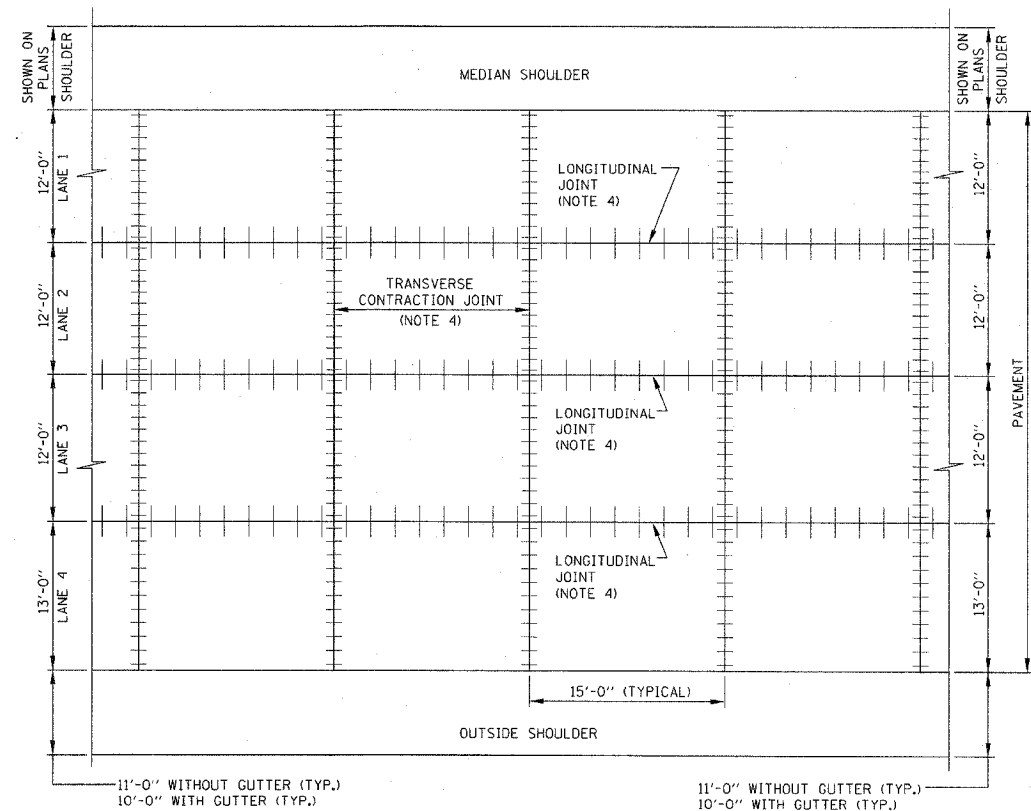 SHOWN ON
PLANS
SHOULDER
MEDIAN SHOULDER
SHOWN ON
PLANS
SHOULDER
12'-0"
LANE 1
LONGITUDINAL
JOINT
(NOTE 4)
12'-0"
12'-0"
LANE 2
TRANSVERSE
CONTRACTION JOINT
(NOTE 4)
12'-0"
PAVEMENT
12'-0"
LANE 3
LONGITUDINAL
JOINT
(NOTE 4)
12'-0"
13'-0"
LANE 4
LONGITUDINAL
JOINT
(NOTE 4)
13'-0"
15'-0" (TYPICAL)
OUTSIDE SHOULDER
11'-0" WITHOUT GUTTER (TYP.)
10'-0" WITH GUTTER (TYP.)
11'-0" WITHOUT GUTTER (TYP.)
10'-0" WITH GUTTER (TYP.)